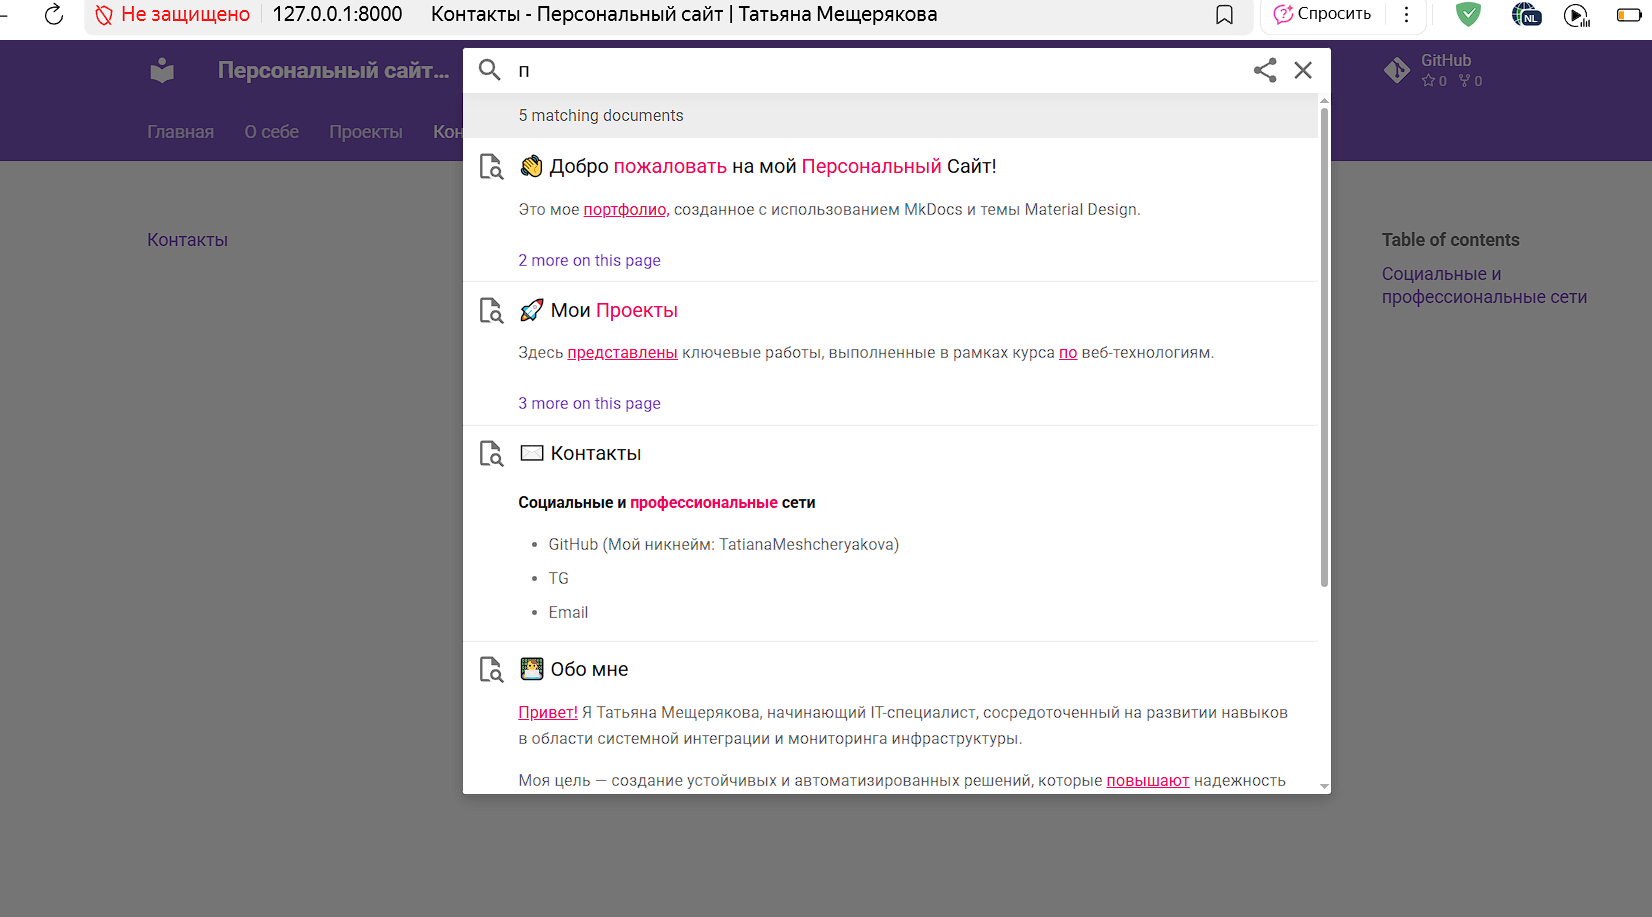 Не защищено 127.0.0.1:8000 Контакты - Персональный сайт | Татьяна Мещерякова Спросить NL
Персональный сайт... п GitHub
0 0
Главная О себе Проекты Кон
5 matching documents
👋 Добро пожаловать на мой Персональный Сайт!
Это мое портфолио, созданное с использованием MkDocs и темы Material Design.
2 more on this page
🚀 Мои Проекты
Здесь представлены ключевые работы, выполненные в рамках курса по веб-технологиям.
3 more on this page
✉️ Контакты
Социальные и профессиональные сети
• GitHub (Мой никнейм: TatianaMeshcheryakova)
• TG
• Email
👨‍💻 Обо мне
Привет! Я Татьяна Мещерякова, начинающий IT-специалист, сосредоточенный на развитии навыков
в области системной интеграции и мониторинга инфраструктуры.
Моя цель — создание устойчивых и автоматизированных решений, которые повышают надежность
Контакты
Table of contents
Социальные и
профессиональные сети